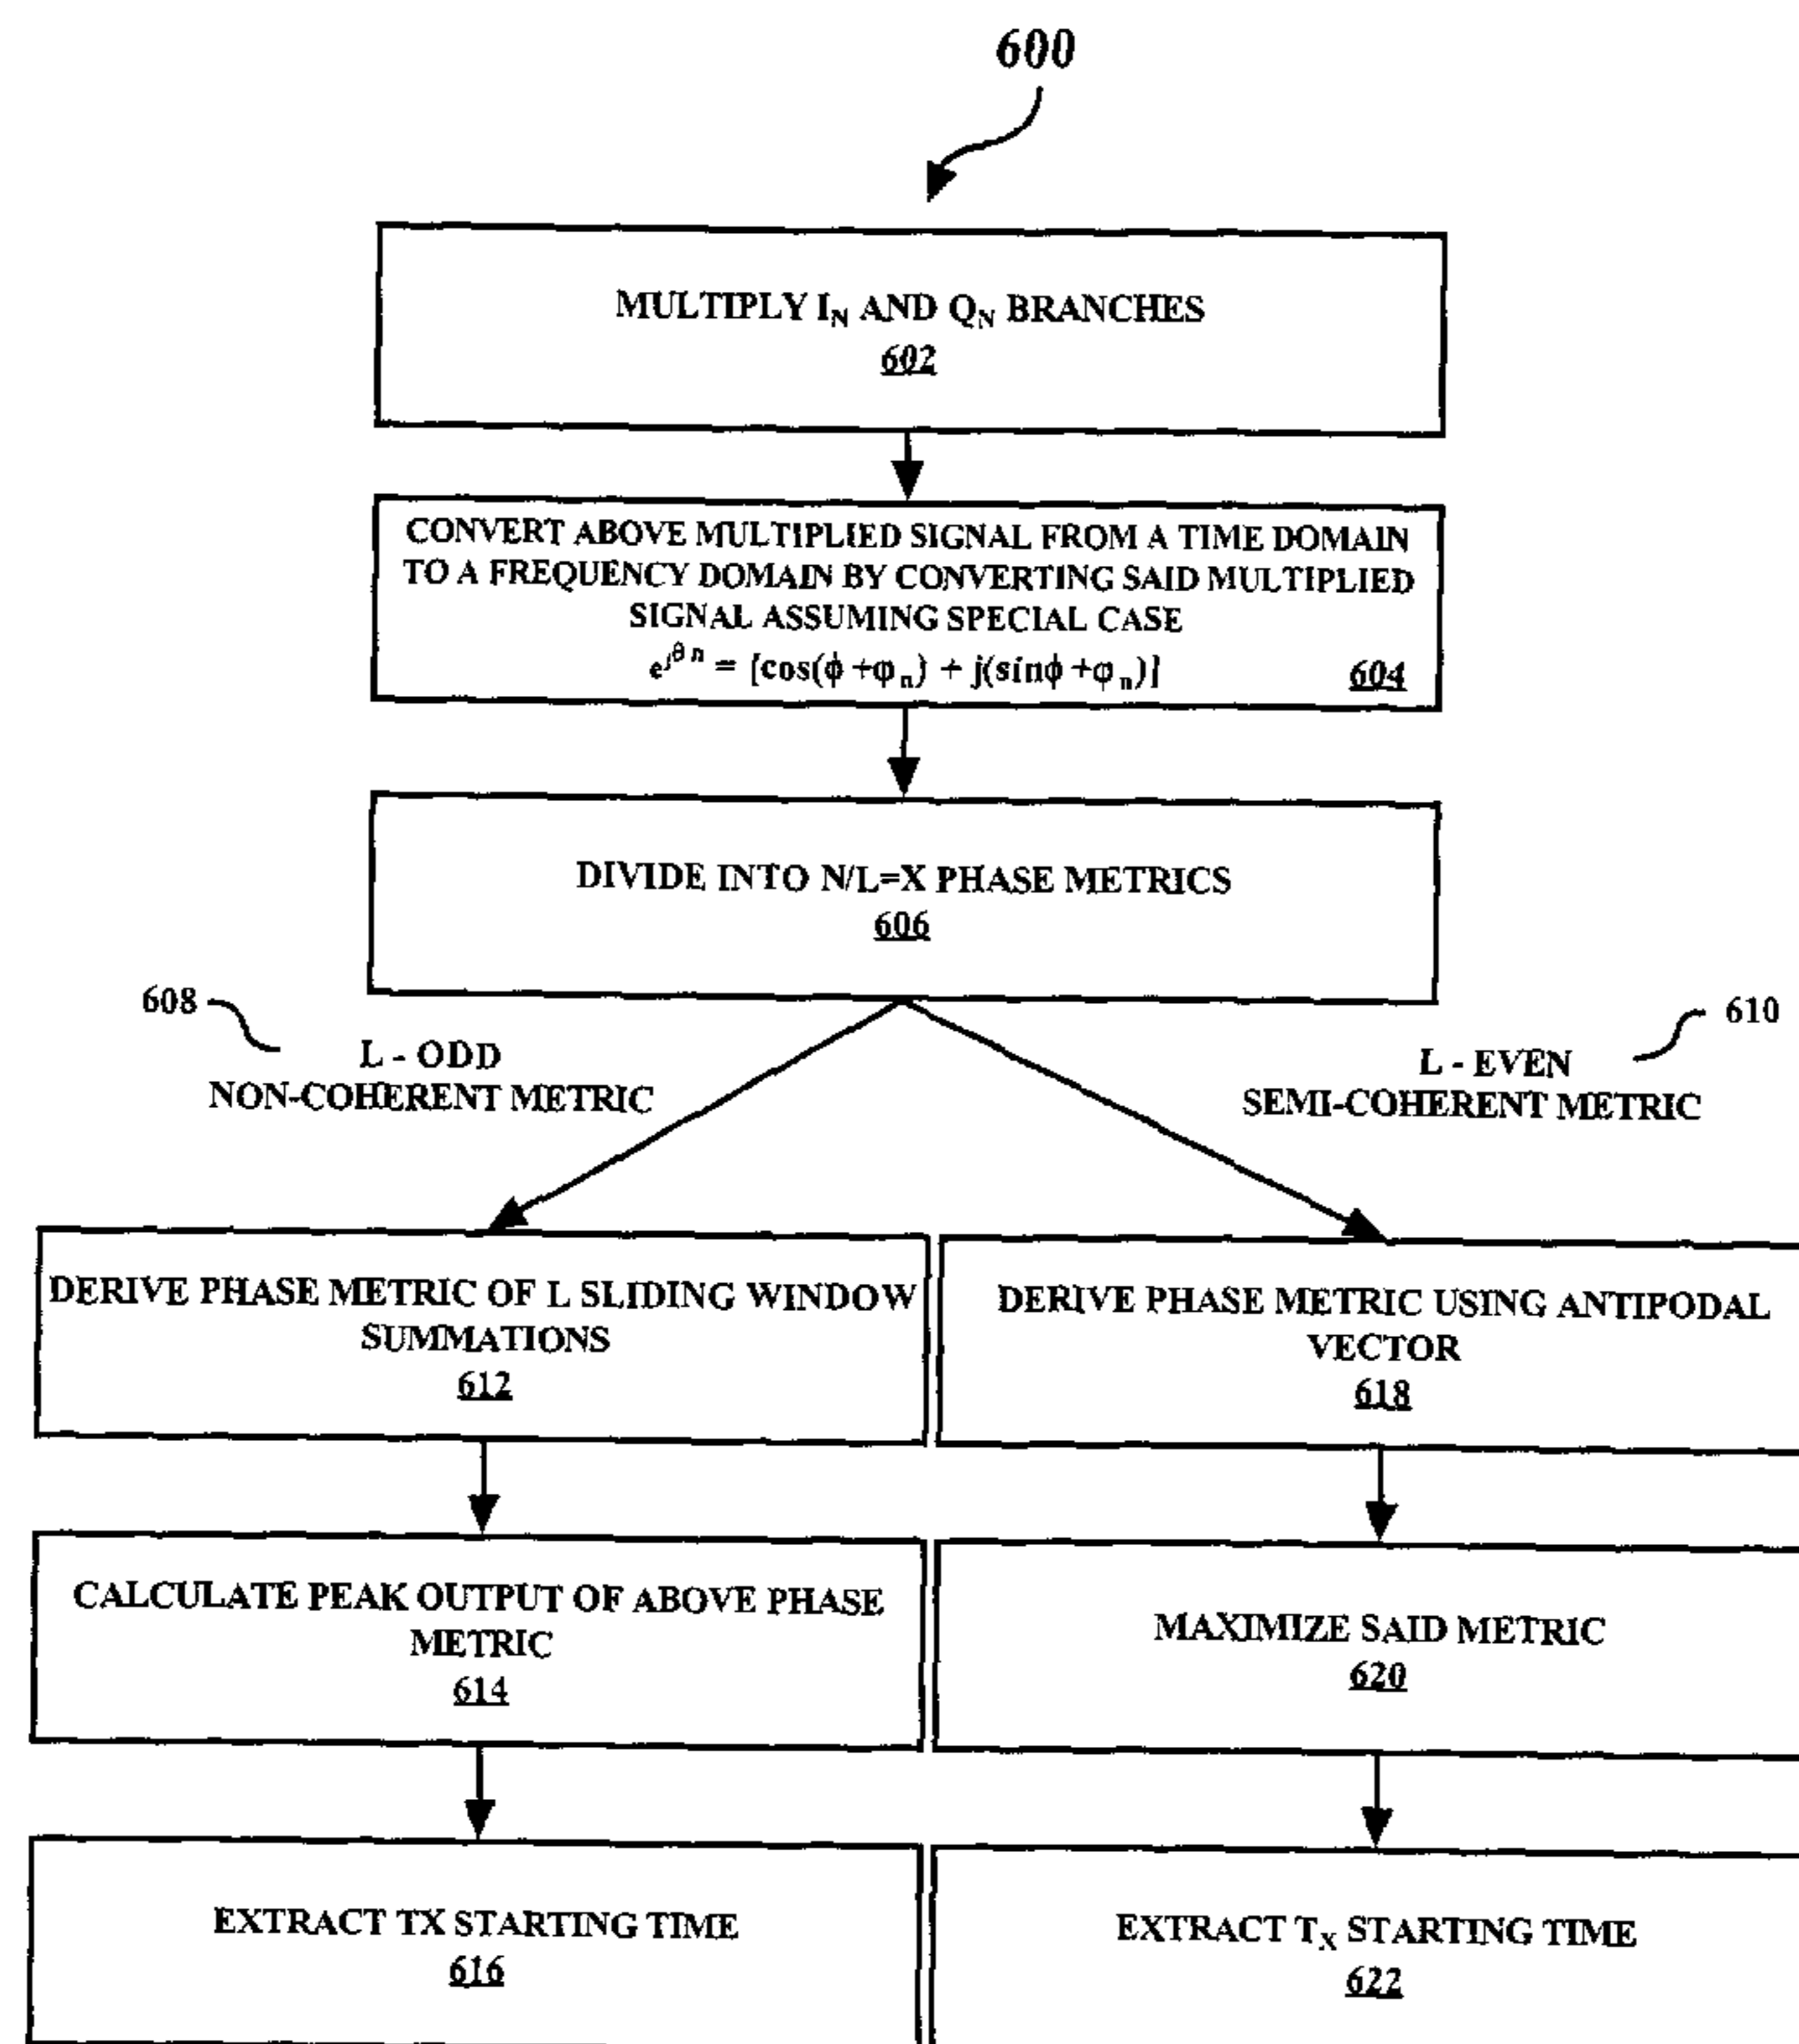 600
MULTIPLY I_N AND Q_N BRANCHES
602
CONVERT ABOVE MULTIPLIED SIGNAL FROM A TIME DOMAIN
TO A FREQUENCY DOMAIN BY CONVERTING SAID MULTIPLIED
SIGNAL ASSUMING SPECIAL CASE
e^{jθn} = [cos(ϕ +φ_n) + j(sinϕ +φ_n)]
604
DIVIDE INTO N/L=X PHASE METRICS
606
608
L - ODD
NON-COHERENT METRIC
610
L - EVEN
SEMI-COHERENT METRIC
DERIVE PHASE METRIC OF L SLIDING WINDOW
SUMMATIONS
612
DERIVE PHASE METRIC USING ANTIPODAL
VECTOR
618
CALCULATE PEAK OUTPUT OF ABOVE PHASE
METRIC
614
MAXIMIZE SAID METRIC
620
EXTRACT TX STARTING TIME
616
EXTRACT T_X STARTING TIME
622